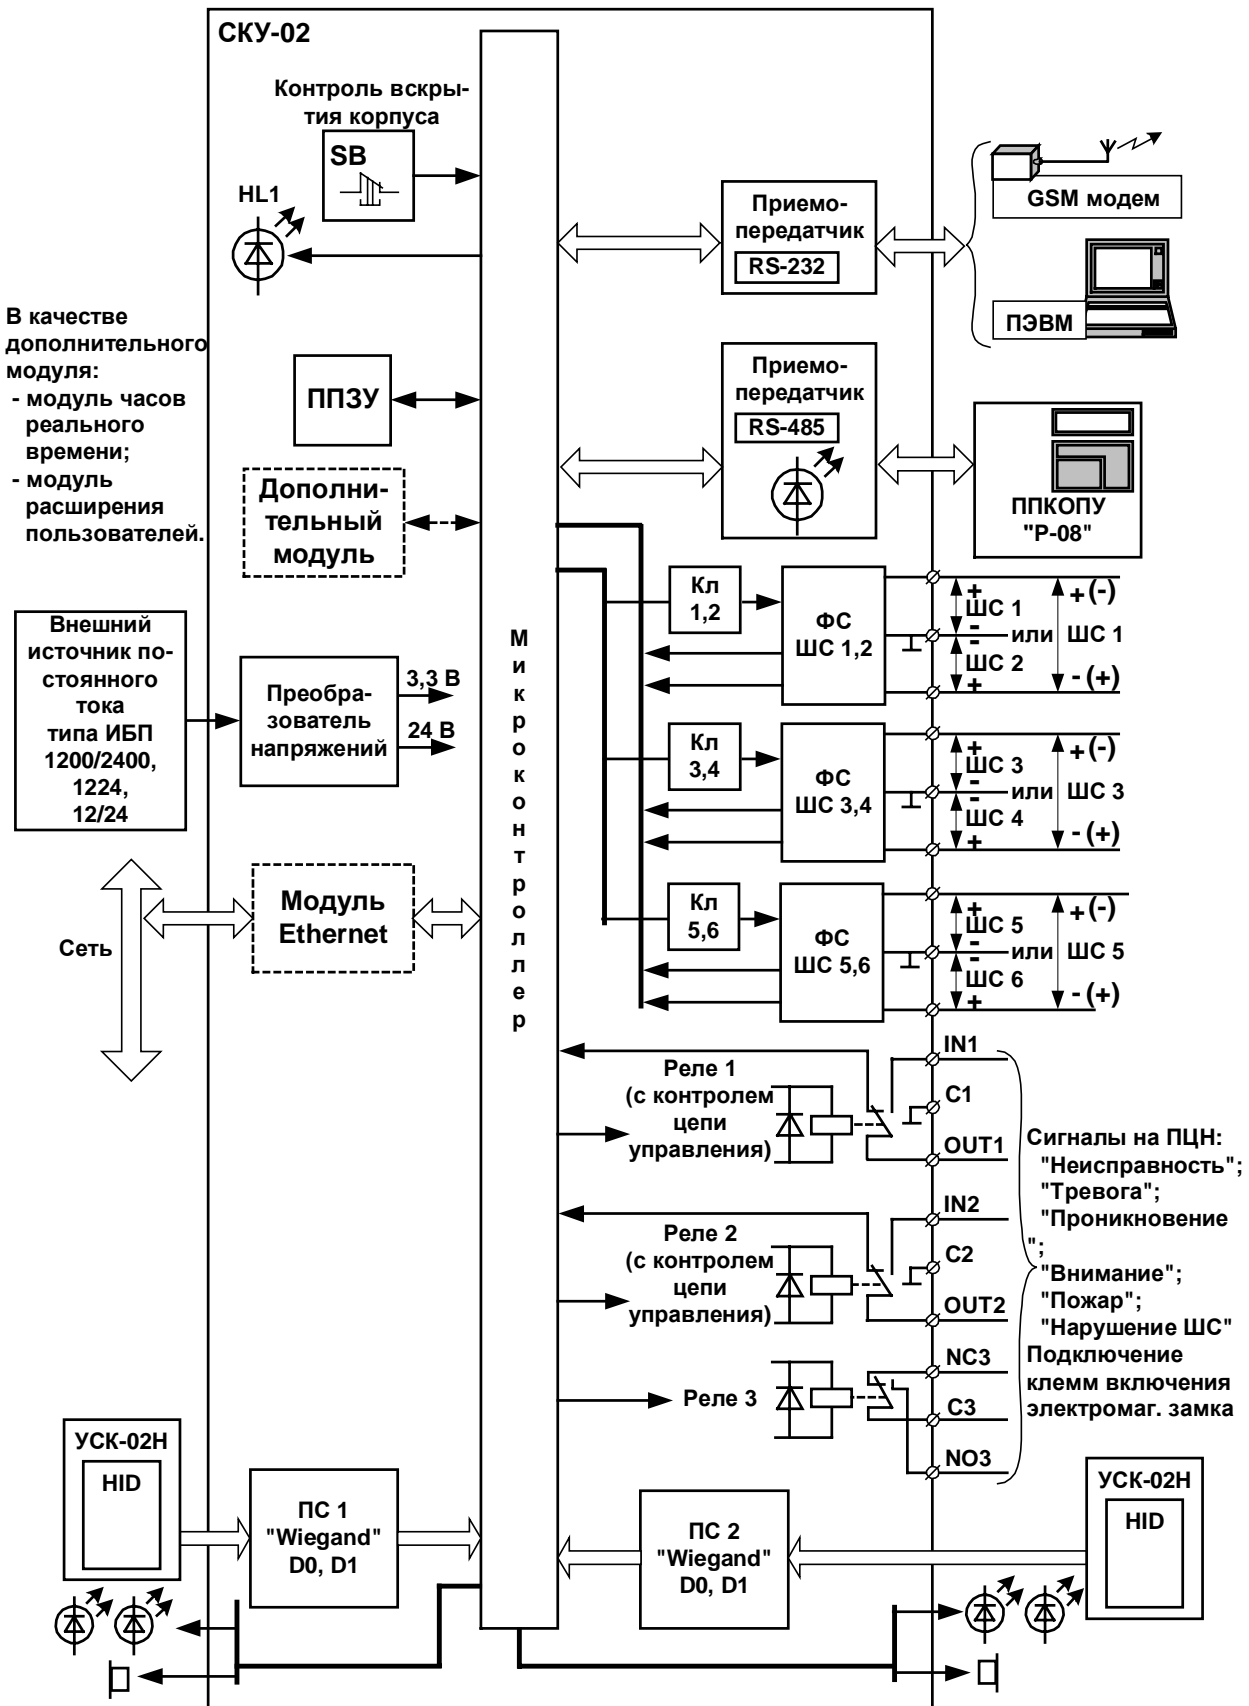 СКУ-02
Контроль вскры-
тия корпуса
SB
HL1
Приемо-
передатчик
RS-232
GSM модем
ПЭВМ
В качестве
дополнительного
модуля:
- модуль часов
реального
времени;
- модуль
расширения
пользователей.
ППЗУ
Дополни-
тельный
модуль
Приемо-
передатчик
RS-485
ППКОПУ
"Р-08"
Микроконтроллер
Кл
1,2
ФС
ШС 1,2
+
ШС 1
-
или
-
ШС 2
+
+ (-)
ШС 1
- (+)
Внешний
источник по-
стоянного
тока
типа ИБП
1200/2400,
1224,
12/24
Преобра-
зователь
напряжений
3,3 В
24 В
Кл
3,4
ФС
ШС 3,4
+
ШС 3
-
или
-
ШС 4
+
+ (-)
ШС 3
- (+)
Сеть
Модуль
Ethernet
Кл
5,6
ФС
ШС 5,6
+
ШС 5
-
или
-
ШС 6
+
+ (-)
ШС 5
- (+)
Реле 1
(с контролем
цепи
управления)
IN1
C1
OUT1
Реле 2
(с контролем
цепи
управления)
IN2
C2
OUT2
Реле 3
NC3
C3
NO3
Сигналы на ПЦН:
"Неисправность";
"Тревога";
"Проникновение
";
"Внимание";
"Пожар";
"Нарушение ШС"
Подключение
клемм включения
электромаг. замка
УСК-02Н
HID
ПС 1
"Wiegand"
D0, D1
ПС 2
"Wiegand"
D0, D1
УСК-02Н
HID